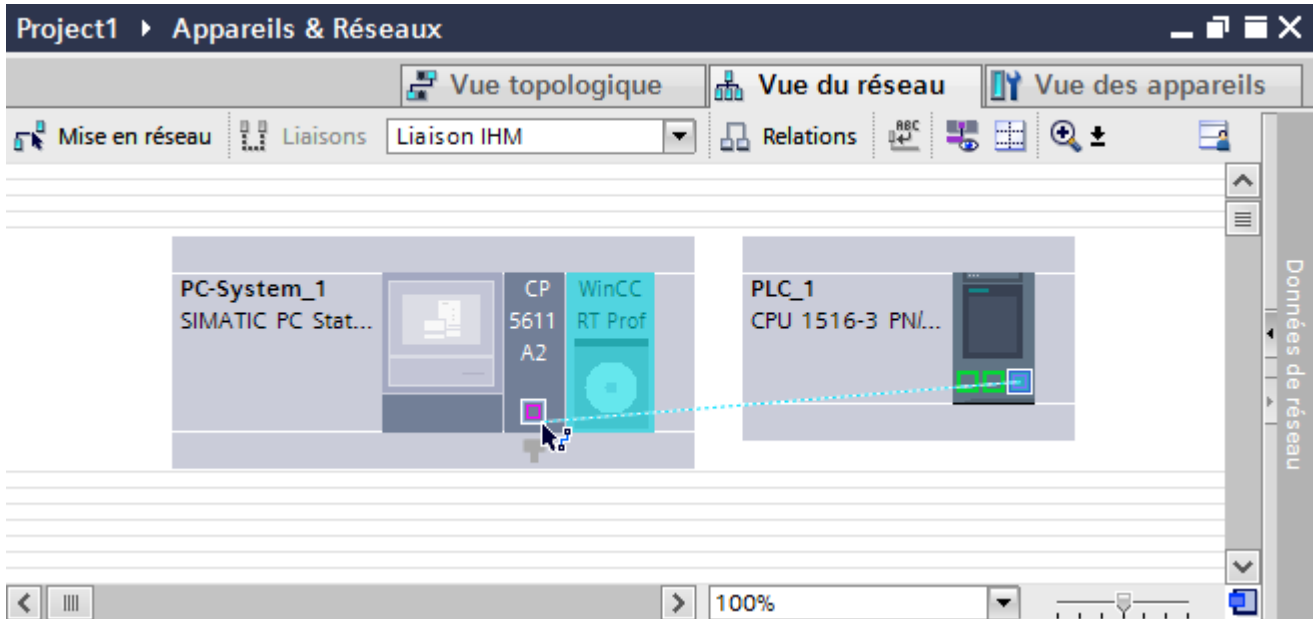 Project1 ▸ Appareils & Réseaux
Vue topologique
Vue du réseau
Vue des appareils
Mise en réseau
Liaisons
Liaison IHM
Relations
ABC
PC-System_1
SIMATIC PC Stat...
CP
5611
A2
WinCC
RT Prof
PLC_1
CPU 1516-3 PN/...
Données de réseau
100%